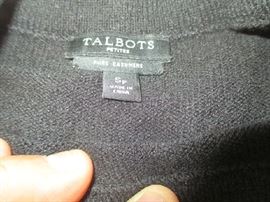 TALBOTS
PETITES
PURE CASHMERE
SP
MADE IN
CHINA